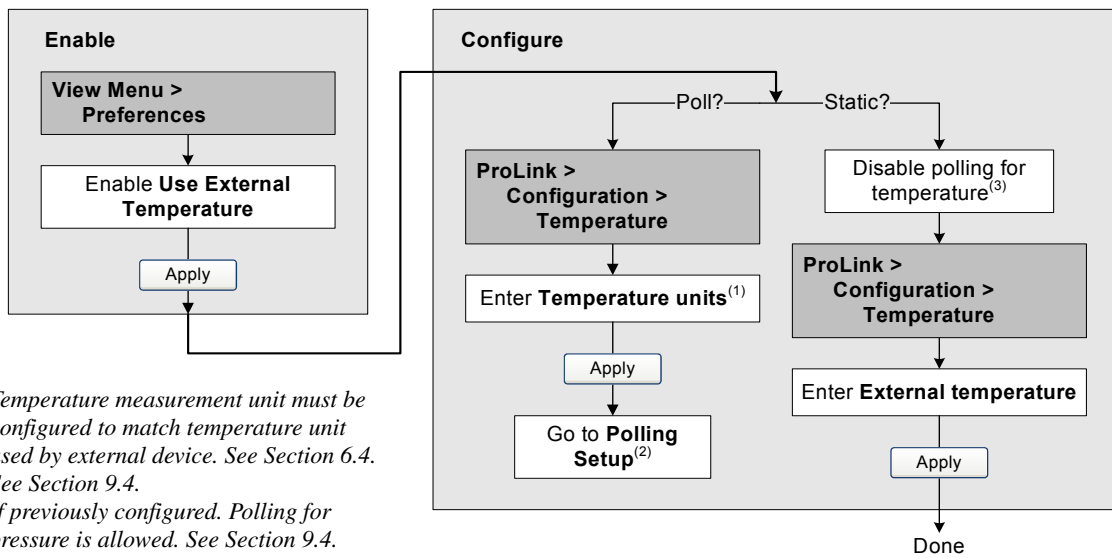 Enable
View Menu >
Preferences
Enable Use External
Temperature
Apply
Configure
Poll?
Static?
ProLink >
Configuration >
Temperature
Enter Temperature units(1)
Apply
Go to Polling
Setup(2)
Disable polling for
temperature(3)
ProLink >
Configuration >
Temperature
Enter External temperature
Apply
Done
Temperature measurement unit must be
configured to match temperature unit
used by external device. See Section 6.4.
See Section 9.4.
f previously configured. Polling for
pressure is allowed. See Section 9.4.